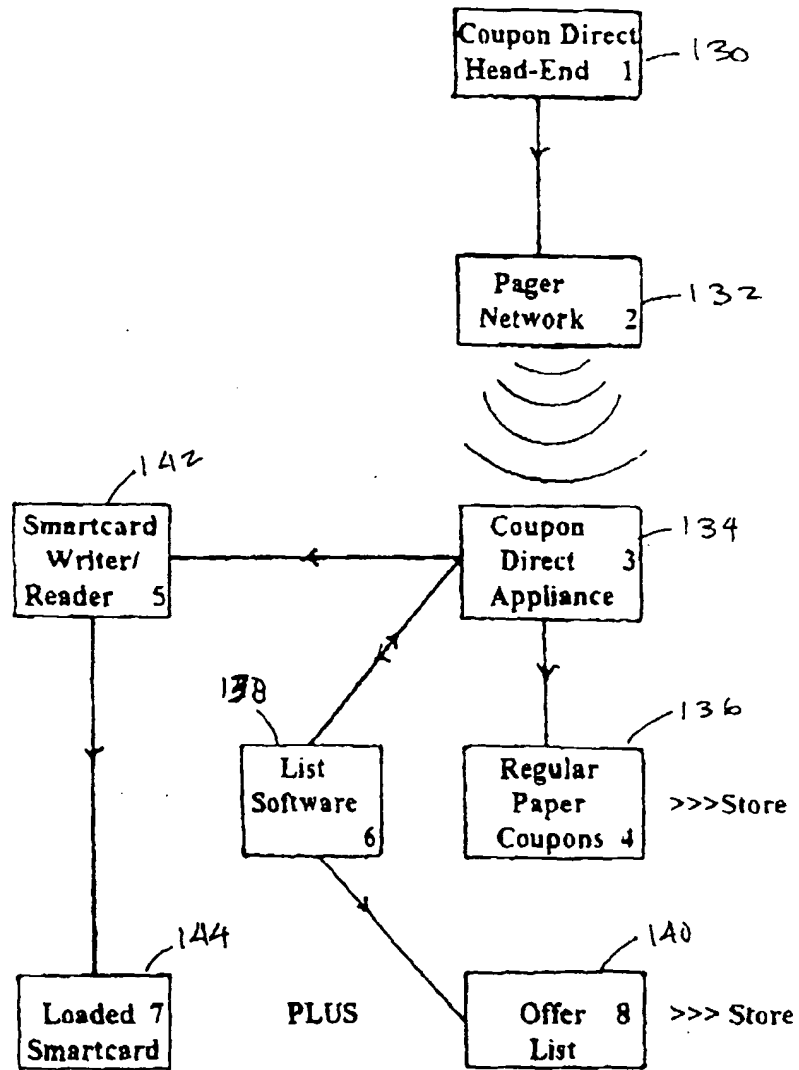 Coupon Direct
Head-End 1
130
Pager
Network 2
132
142
Smartcard
Writer/
Reader 5
Coupon
Direct 3
Appliance
134
138
List
Software
6
136
Regular
Paper
Coupons 4
>>>Store
144
Loaded 7
Smartcard
PLUS
140
Offer 8
List
>>> Store